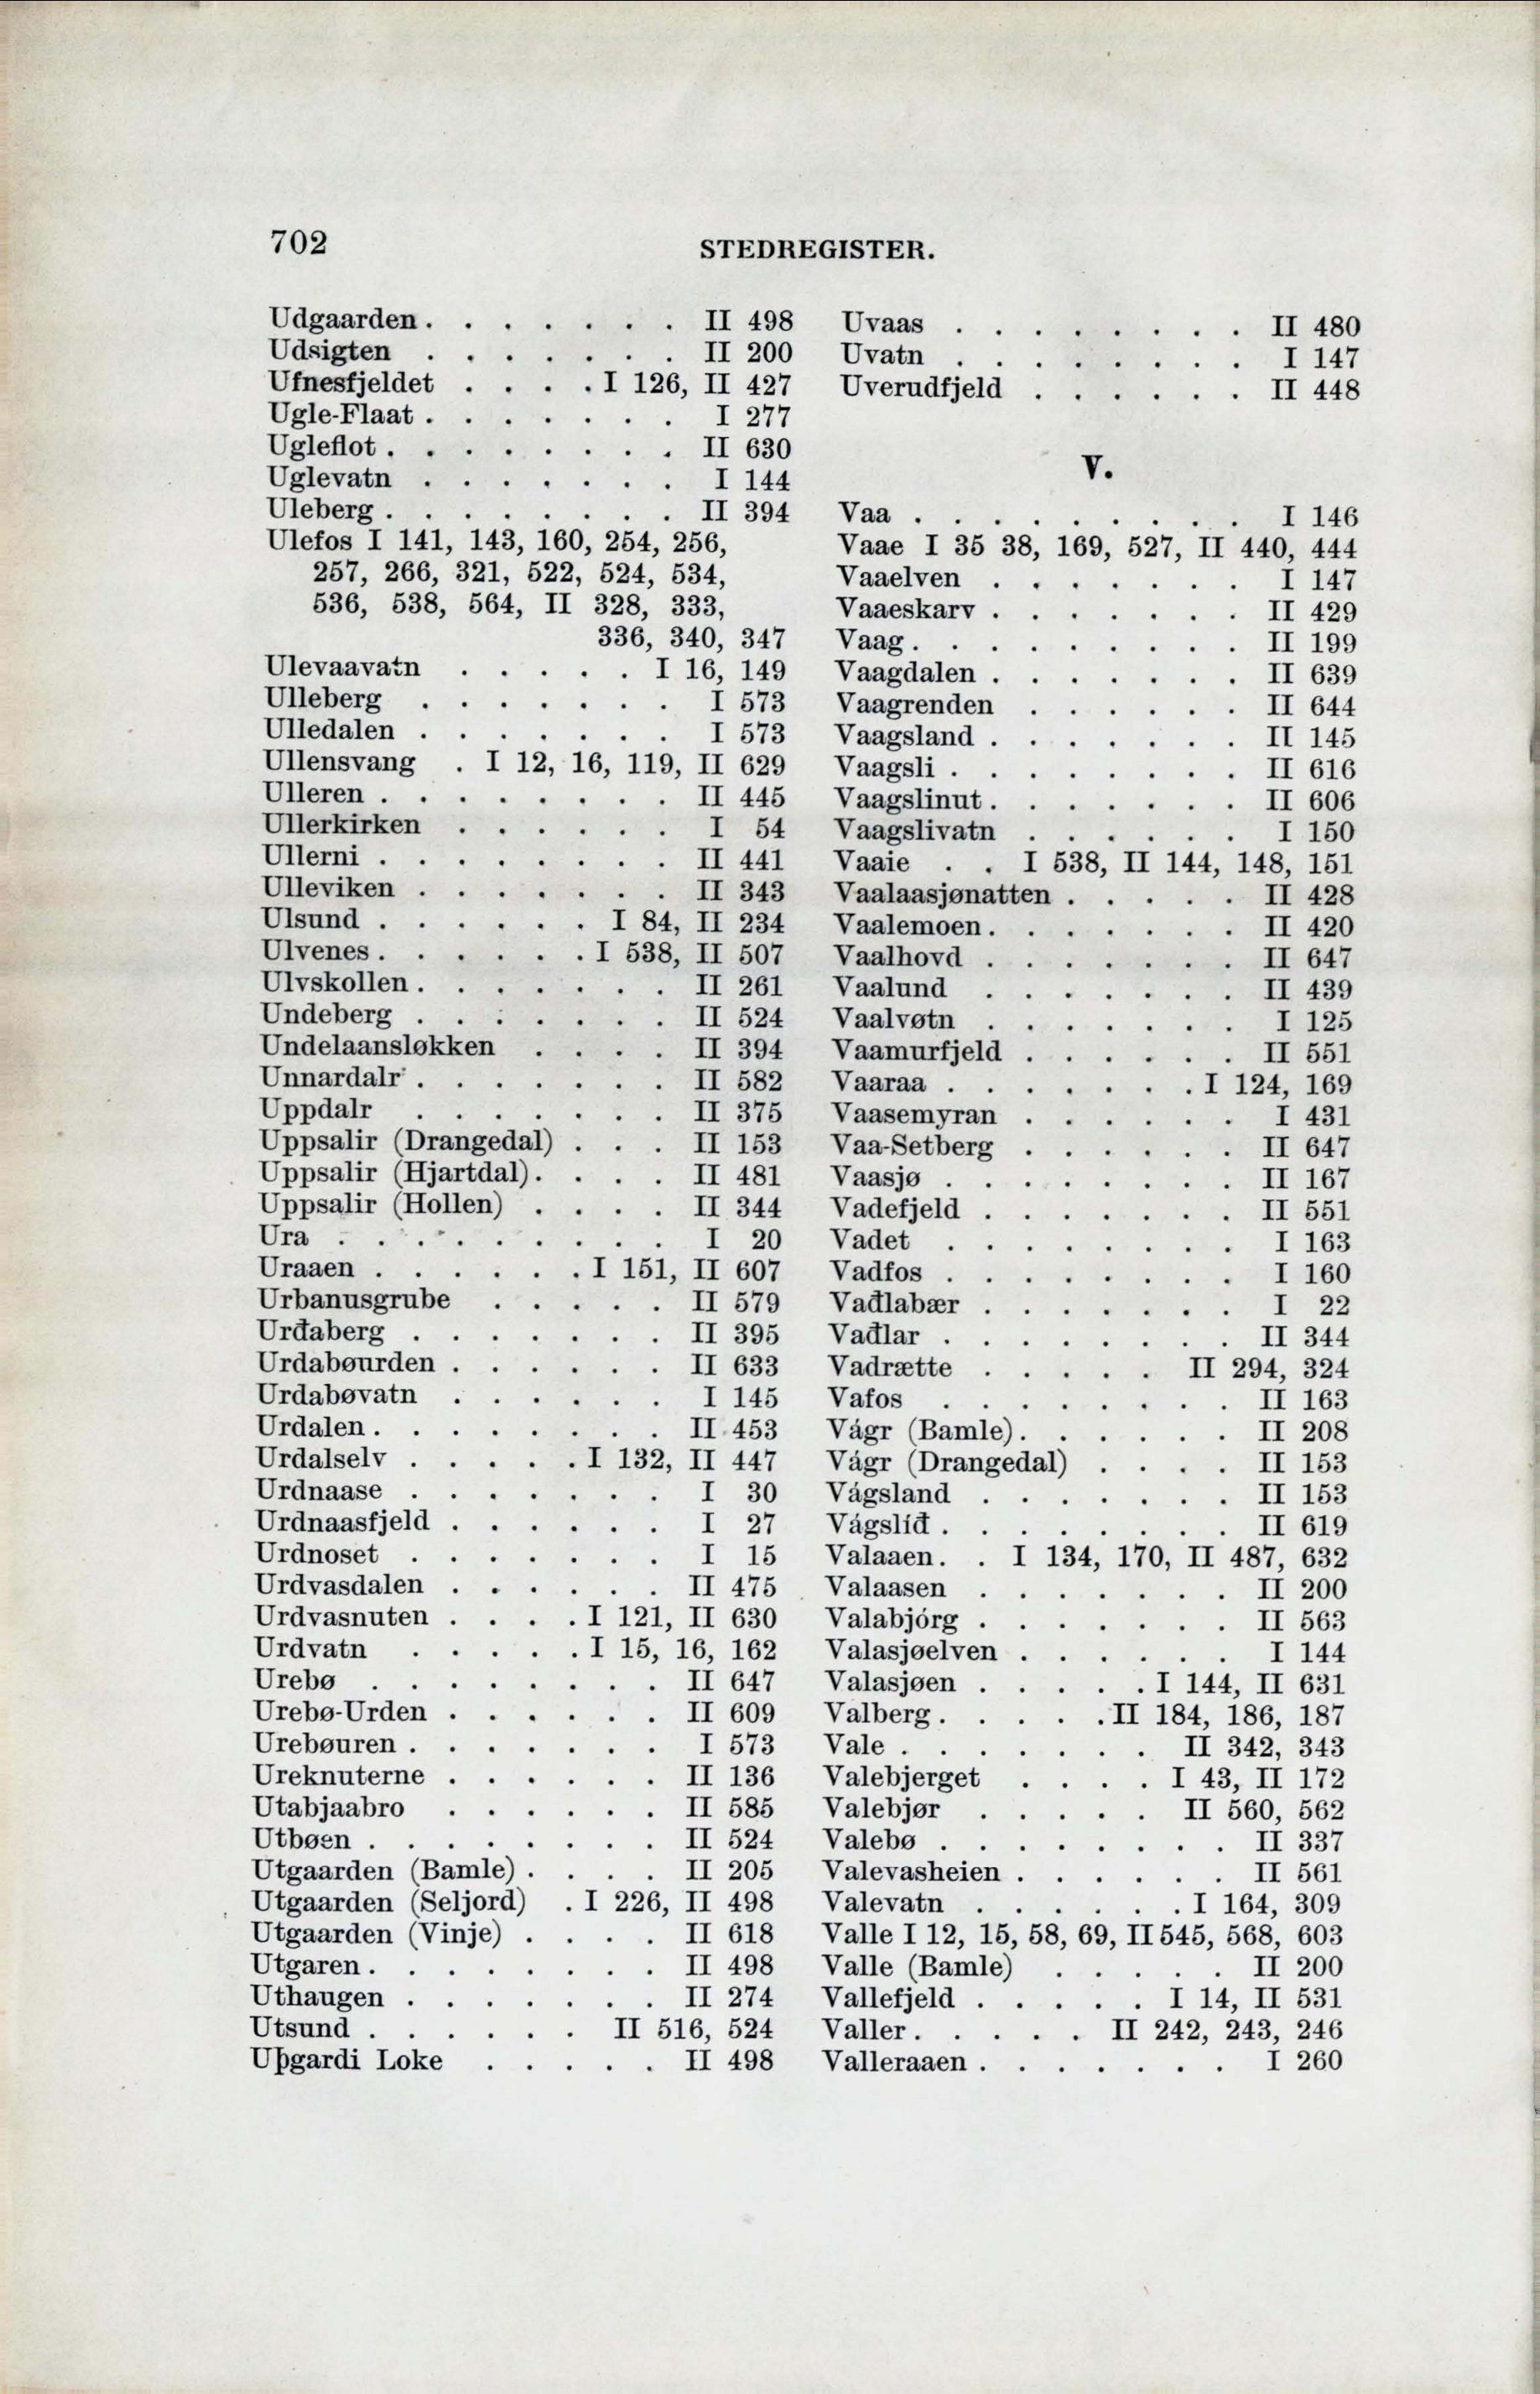 702
STEDREGISTER.
Udgaarden. . . . . . . II 498
Udsigten . . . . . . . II 200
Ufnesfjeldet . . . . I 126, II 427
Ugle-Flaat . . . . . . . I 277
Ugleflot . . . . . . . . II 630
Uglevatn . . . . . . . I 144
Uleberg . . . . . . . . II 394
Ulefos I 141, 143, 160, 254, 256,
257, 266, 321, 522, 524, 534,
536, 538, 564, II 328, 333,
336, 340, 347
Ulevaavatn . . . . . I 16, 149
Ulleberg . . . . . . . I 573
Ulledalen . . . . . . . I 573
Ullensvang . I 12, 16, 119, II 629
Ulleren . . . . . . . . II 445
Ullerkirken . . . . . . I 54
Ullerni . . . . . . . . II 441
Ulleviken . . . . . . . II 343
Ulsund . . . . . . I 84, II 234
Ulvenes . . . . . . I 538, II 507
Ulvskollen . . . . . . . II 261
Undeberg . . . . . . . II 524
Undelaansløkken . . . . II 394
Unnardalr . . . . . . . II 582
Uppdalr . . . . . . . II 375
Uppsalir (Drangedal) . . . II 153
Uppsalir (Hjartdal) . . . . II 481
Uppsalir (Hollen) . . . . II 344
Ura . . . . . . . . . I 20
Uraaen . . . . . . I 151, II 607
Urbanusgrube . . . . . II 579
Urđaberg . . . . . . . II 395
Urdabøurden . . . . . . II 633
Urdabøvatn . . . . . . I 145
Urdalen . . . . . . . . II 453
Urdalselv . . . . . I 132, II 447
Urdnaase . . . . . . . I 30
Urdnaasfjeld . . . . . . I 27
Urdnoset . . . . . . . I 15
Urdvasdalen . . . . . . II 475
Urdvasnuten . . . . I 121, II 630
Urdvatn . . . . . I 15, 16, 162
Urebø . . . . . . . . II 647
Urebø-Urden . . . . . . II 609
Urebøuren . . . . . . . I 573
Ureknuterne . . . . . . II 136
Utabjaabro . . . . . . II 585
Utbøen . . . . . . . . II 524
Utgaarden (Bamle) . . . . II 205
Utgaarden (Seljord) . I 226, II 498
Utgaarden (Vinje) . . . . II 618
Utgaren . . . . . . . . II 498
Uthaugen . . . . . . . II 274
Utsund . . . . . . II 516, 524
Uþgardi Loke . . . . . II 498
Uvraas . . . . . . . . II 480
Uvratn . . . . . . . . I 147
Uverudfjeld . . . . . . II 448
V.
Vaa . . . . . . . . . I 146
Vaae I 35 38, 169, 527, II 440, 444
Vaaelven . . . . . . . I 147
Vaaeskarv . . . . . . . II 429
Vaag . . . . . . . . . II 199
Vaagdalen . . . . . . . II 639
Vaagrenden . . . . . . II 644
Vaagsland . . . . . . . II 145
Vaagsli . . . . . . . . II 616
Vaagslinut . . . . . . . II 606
Vaagslivatn . . . . . . I 150
Vaaie . . I 538, II 144, 148, 151
Vaalaasjønatten . . . . . II 428
Vaalemoen . . . . . . . II 420
Vaalhovd . . . . . . . II 647
Vaalund . . . . . . . II 439
Vaalvøtn . . . . . . . I 125
Vaamurfjeld . . . . . . II 551
Vaaraa . . . . . . . I 124, 169
Vaasemyran . . . . . . I 431
Vaa-Setberg . . . . . . II 647
Vaasjø . . . . . . . . II 167
Vadefjeld . . . . . . . II 551
Vadet . . . . . . . . I 163
Vadfos . . . . . . . . I 160
Vađlabær . . . . . . . I 22
Vađlar . . . . . . . . II 344
Vadrætte . . . . . II 294, 324
Vafos . . . . . . . . II 163
Vágr (Bamle) . . . . . . II 208
Vágr (Drangedal) . . . . II 153
Vágsland . . . . . . . II 153
Vágslid . . . . . . . . II 619
Valaaen . . I 134, 170, II 487, 632
Valaasen . . . . . . . II 200
Valabjórg . . . . . . . II 563
Valasjøelven . . . . . . I 144
Valasjøen . . . . . I 144, II 631
Valberg . . . . . II 184, 186, 187
Vale . . . . . . . II 342, 343
Valebjerget . . . . I 43, II 172
Valebjør . . . . . II 560, 562
Valebø . . . . . . . . II 337
Valevasheien . . . . . . II 561
Valevatn . . . . . . I 164, 309
Valle I 12, 15, 58, 69, II 545, 568, 603
Valle (Bamle) . . . . . II 200
Vallefjeld . . . . . I 14, II 531
Valler . . . . . II 242, 243, 246
Valleraaen . . . . . . . I 260